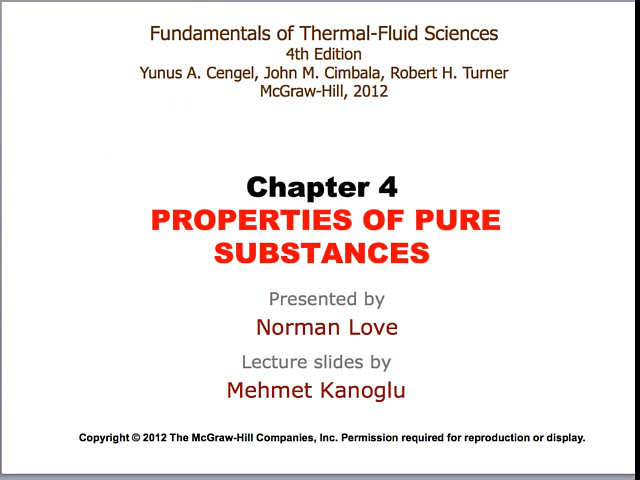 Fundamentals of Thermal-Fluid Sciences
4th Edition
Yunus A. Cengel, John M. Cimbala, Robert H. Turner
McGraw-Hill, 2012
Chapter 4
PROPERTIES OF PURE
SUBSTANCES
Presented by
Norman Love
Lecture slides by
Mehmet Kanoglu
Copyright © 2012 The McGraw-Hill Companies, Inc. Permission required for reproduction or display.